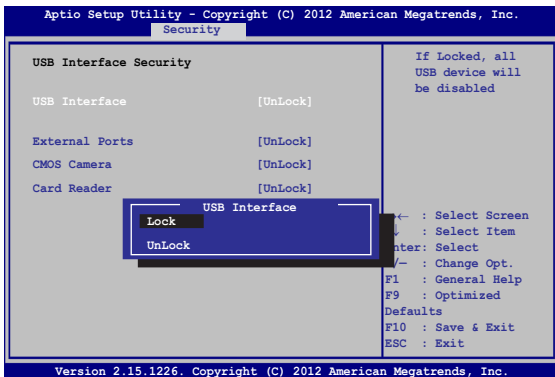 Aptio Setup Utility - Copyright (C) 2012 American Megatrends, Inc.
Security
USB Interface Security
USB Interface [UnLock]
External Ports [UnLock]
CMOS Camera [UnLock]
Card Reader [UnLock]
USB Interface
Lock
UnLock
If Locked, all
USB device will
be disabled
← : Select Screen
↓ : Select Item
nter: Select
/— : Change Opt.
F1 : General Help
F9 : Optimized
Defaults
F10 : Save & Exit
ESC : Exit
Version 2.15.1226. Copyright (C) 2012 American Megatrends, Inc.